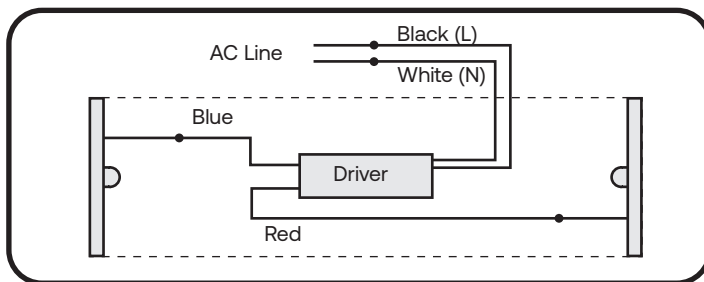 Black (L)
AC Line
White (N)
Blue
Driver
Red